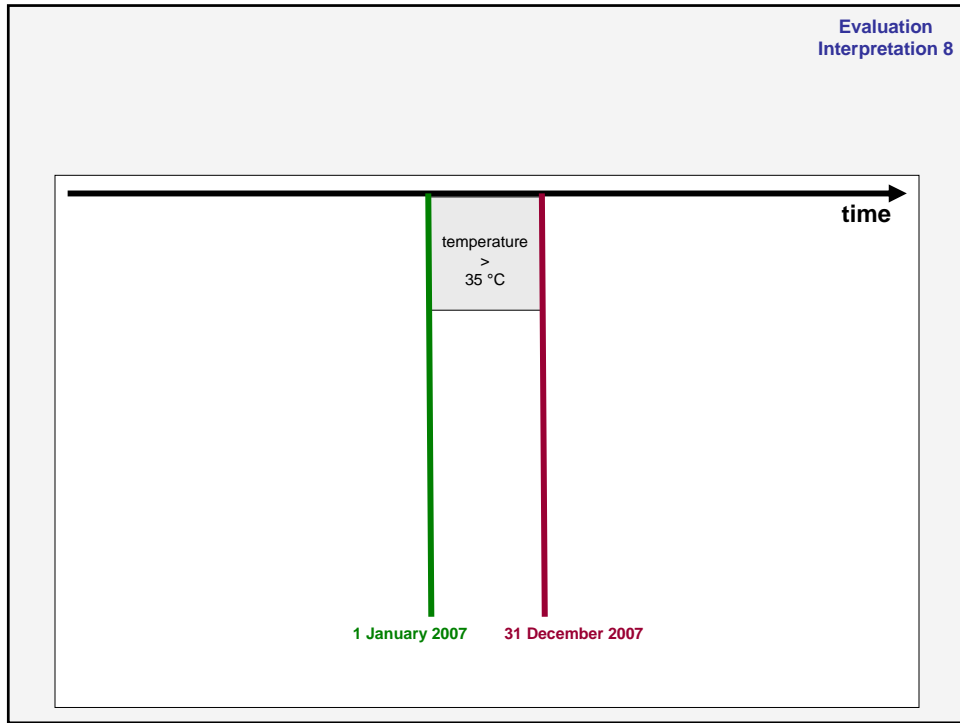 Evaluation
Interpretation 8
time
temperature
>
35 °C
1 January 2007
31 December 2007